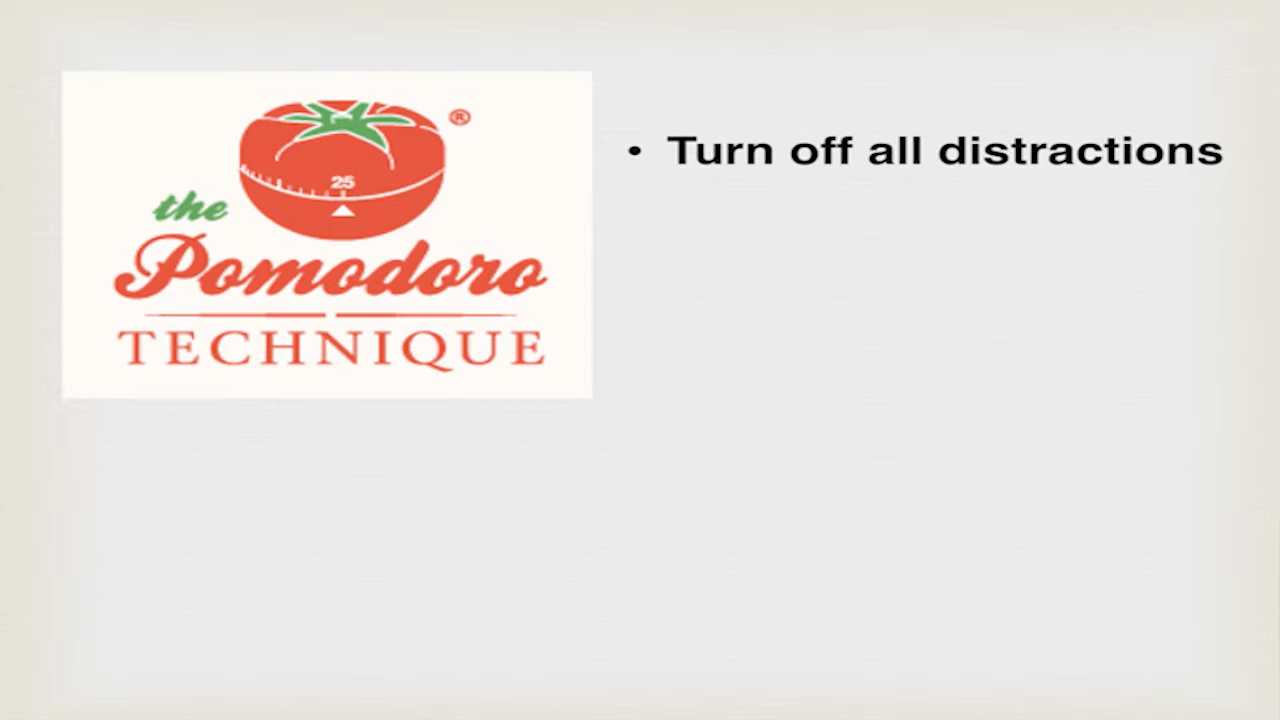 ®
25
the
Pomodoro
TECHNIQUE
• Turn off all distractions